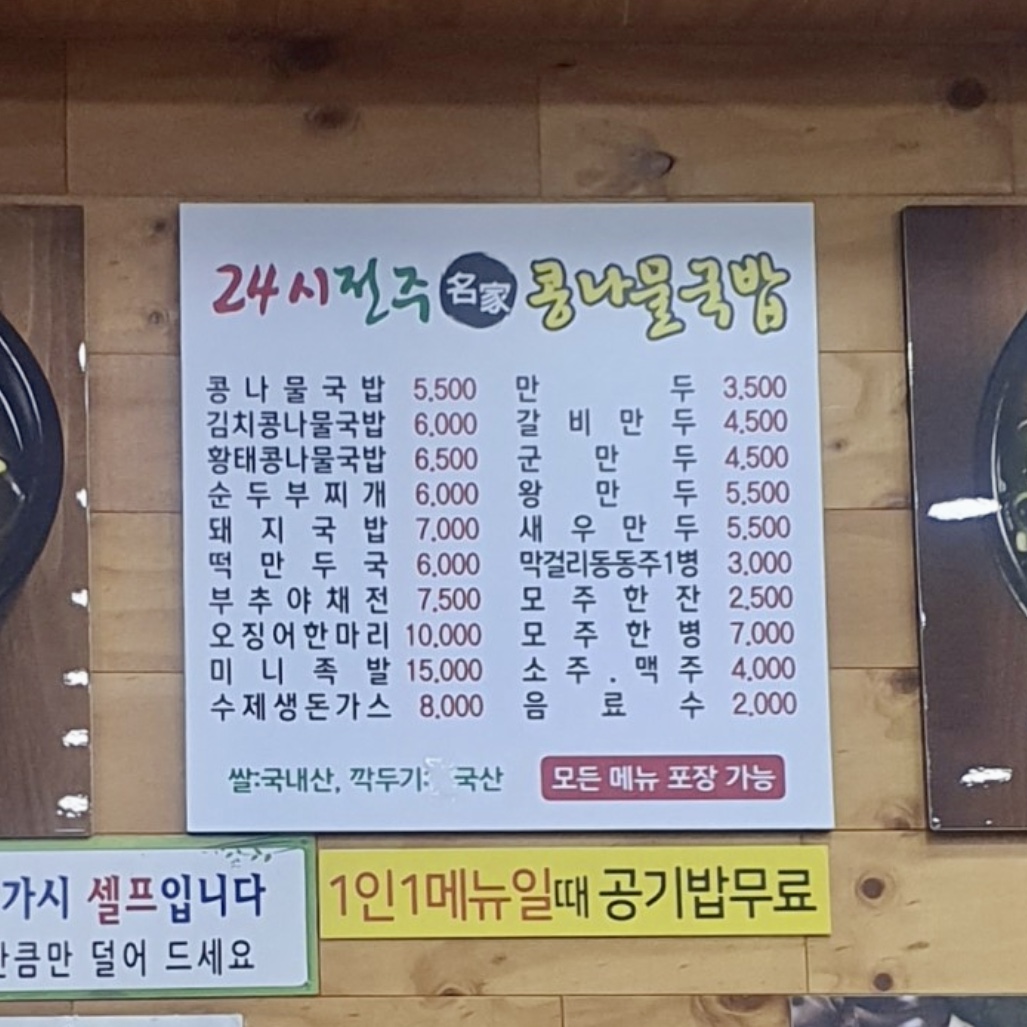 24시전주 名家 콩나물국밥
콩나물국밥 5,500 만두 3,500
김치콩나물국밥 6,000 갈비만두 4,500
황태콩나물국밥 6,500 군만두 4,500
순두부찌개 6,000 왕만두 5,500
돼지국밥 7,000 새우만두 5,500
떡만두국 6,000 막걸리동동주1병 3,000
부추야채전 7,500 모주한잔 2,500
오징어한마리 10,000 모주한병 7,000
미니족발 15,000 소주.맥주 4,000
수제생돈가스 8,000 음료수 2,000
쌀:국내산, 깍두기: 국산 모든 메뉴 포장 가능
가시 셀프입니다
1인1메뉴일때 공기밥무료
큼만 덜어 드세요